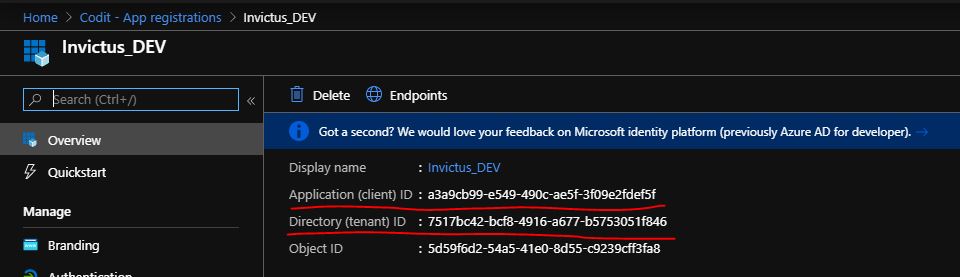 Home > Codit - App registrations > Invictus_DEV
Invictus_DEV
Search (Ctrl+/)
«
Delete
Endpoints
Got a second? We would love your feedback on Microsoft identity platform (previously Azure AD for developer). →
Overview
Quickstart
Manage
Branding
Authentication
Display name : Invictus_DEV
Application (client) ID : a3a9cb99-e549-490c-ae5f-3f09e2fdef5f
Directory (tenant) ID : 7517bc42-bcf8-4916-a677-b5753051f846
Object ID : 5d59f6d2-54a5-41e0-8d55-c9239cff3fa8